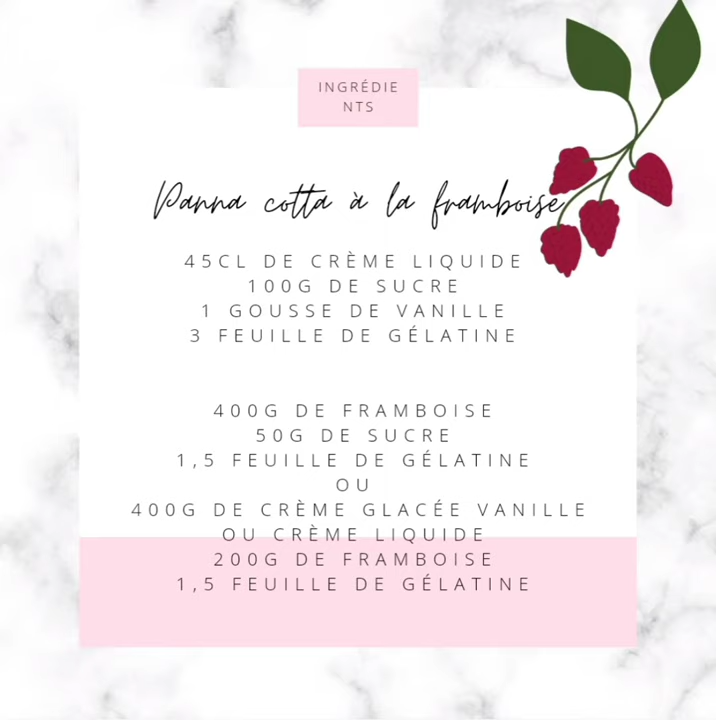 INGRÉDIE
NTS
Panna cotta à la framboise
45CL DE CRÈME LIQUIDE
100G DE SUCRE
1 GOUSSE DE VANILLE
3 FEUILLE DE GÉLATINE
400G DE FRAMBOISE
50G DE SUCRE
1,5 FEUILLE DE GÉLATINE
OU
400G DE CRÈME GLACÉE VANILLE
OU CRÈME LIQUIDE
200G DE FRAMBOISE
1,5 FEUILLE DE GÉLATINE